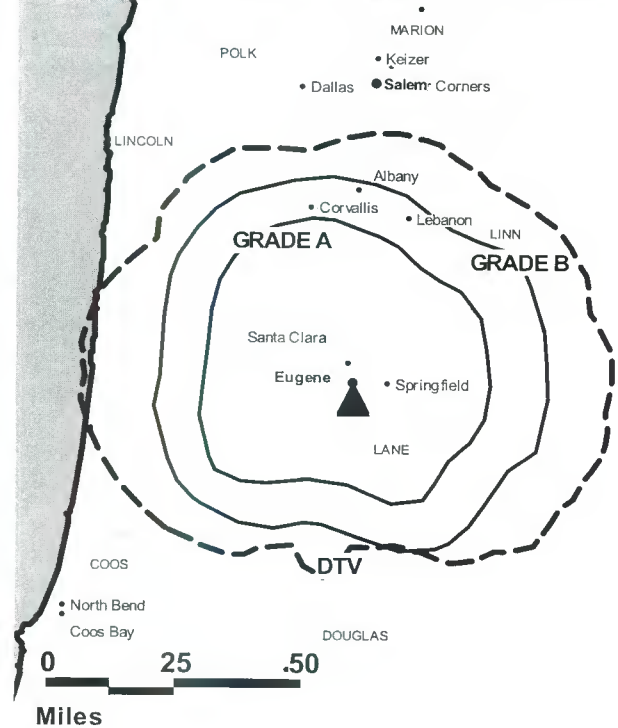 MARION
POLK
Keizer
Dallas
Salem Corners
LINCOLN
Albany
Corvallis
Lebanon
LINN
GRADE A
GRADE B
Santa Clara
Eugene
Springfield
LANE
COOS
DTV
North Bend
Coos Bay
DOUGLAS
0 25 .50
Miles